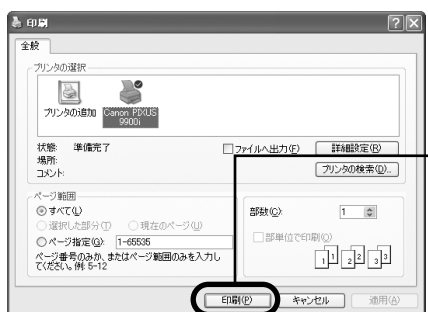 印刷
全般
プリンタの選択
プリンタの追加
Canon PIXUS
9900i
状態: 準備完了
場所:
コメント:
ファイルへ出力(F)
詳細設定(R)
プリンタの検索(D)...
ページ範囲
すべて(L)
選択した部分(T)
現在のページ(U)
ページ指定(G):
1-65535
ページ番号のみか、またはページ範囲のみを入力し
てください。例: 5-12
部数(C):
1
部単位で印刷(O)
1 1 2 2 3 3
印刷(P)
キャンセル
適用(A)